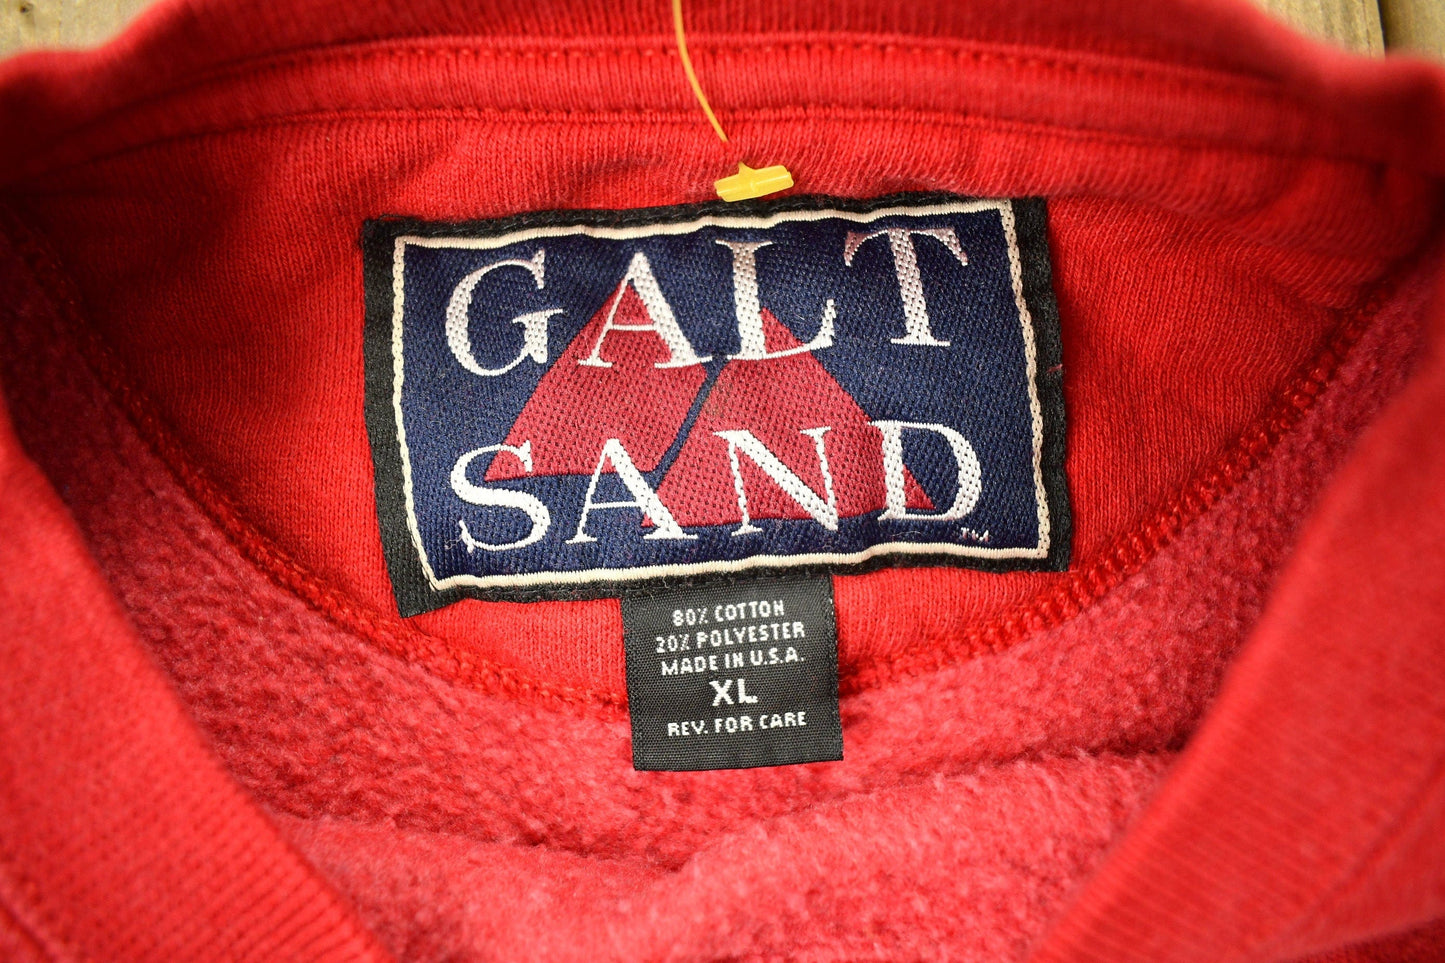 GALT
SAND
TM
80% COTTON
20% POLYESTER
MADE IN U.S.A.
XL
REV. FOR CARE